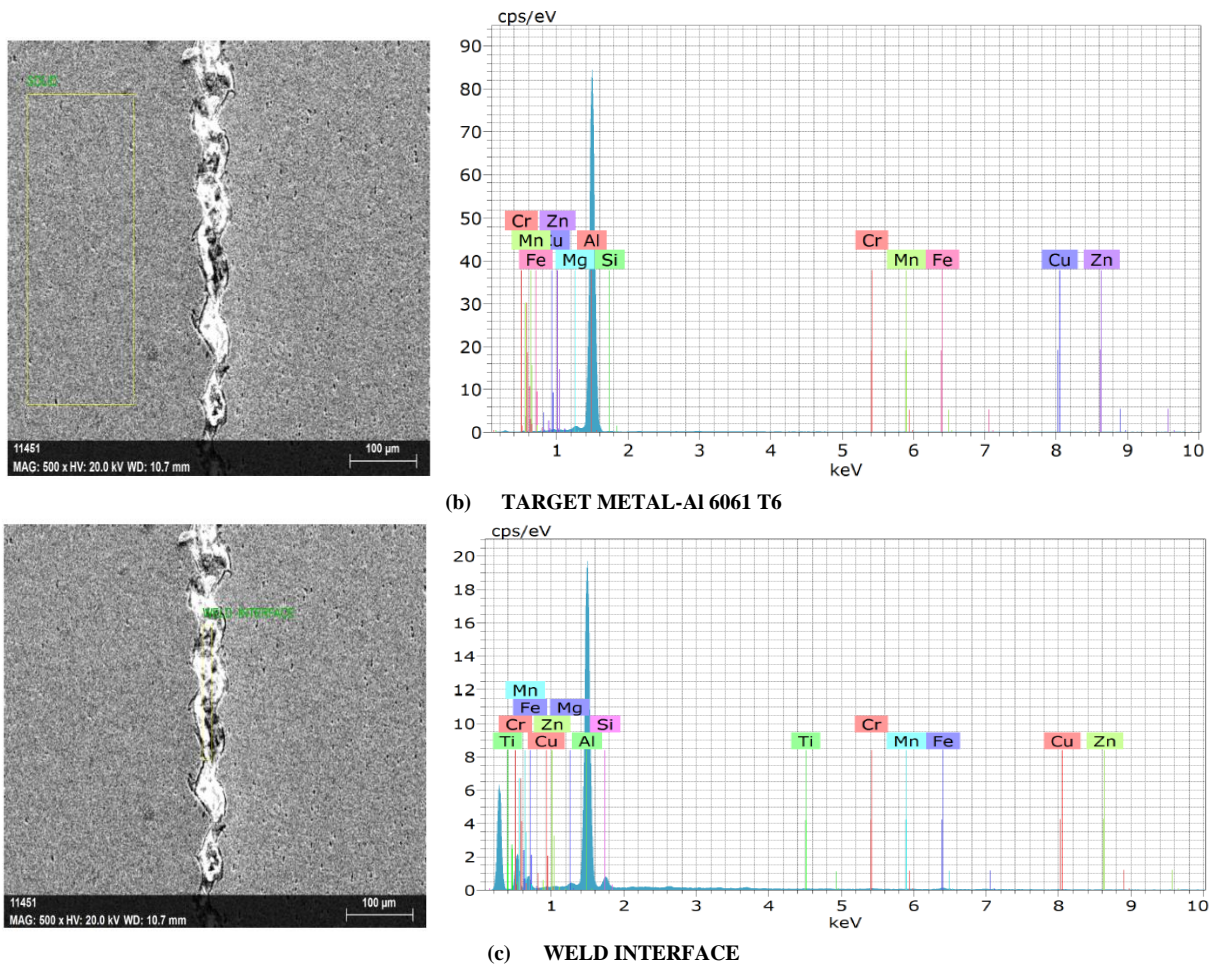 cps/eV
90
80
70
60
50
40
30
20
10
0
Cr Zn
Mn Al Cr
Fe Mg Si Mn Fe Cu Zn
1 2 3 4 5 6 7 8 9 10
keV
SOLID
11451
MAG: 500 x HV: 20.0 kV WD: 10.7 mm
100 µm
(b) TARGET METAL-Al 6061 T6
cps/eV
20
18
16
14
12
10
8
6
4
2
0
Mn
Fe Mg
Cr Zn Si Cr
Ti Cu Al Ti Mn Fe Cu Zn
1 2 3 4 5 6 7 8 9 10
keV
WELD INTERFACE
11451
MAG: 500 x HV: 20.0 kV WD: 10.7 mm
100 µm
(c) WELD INTERFACE